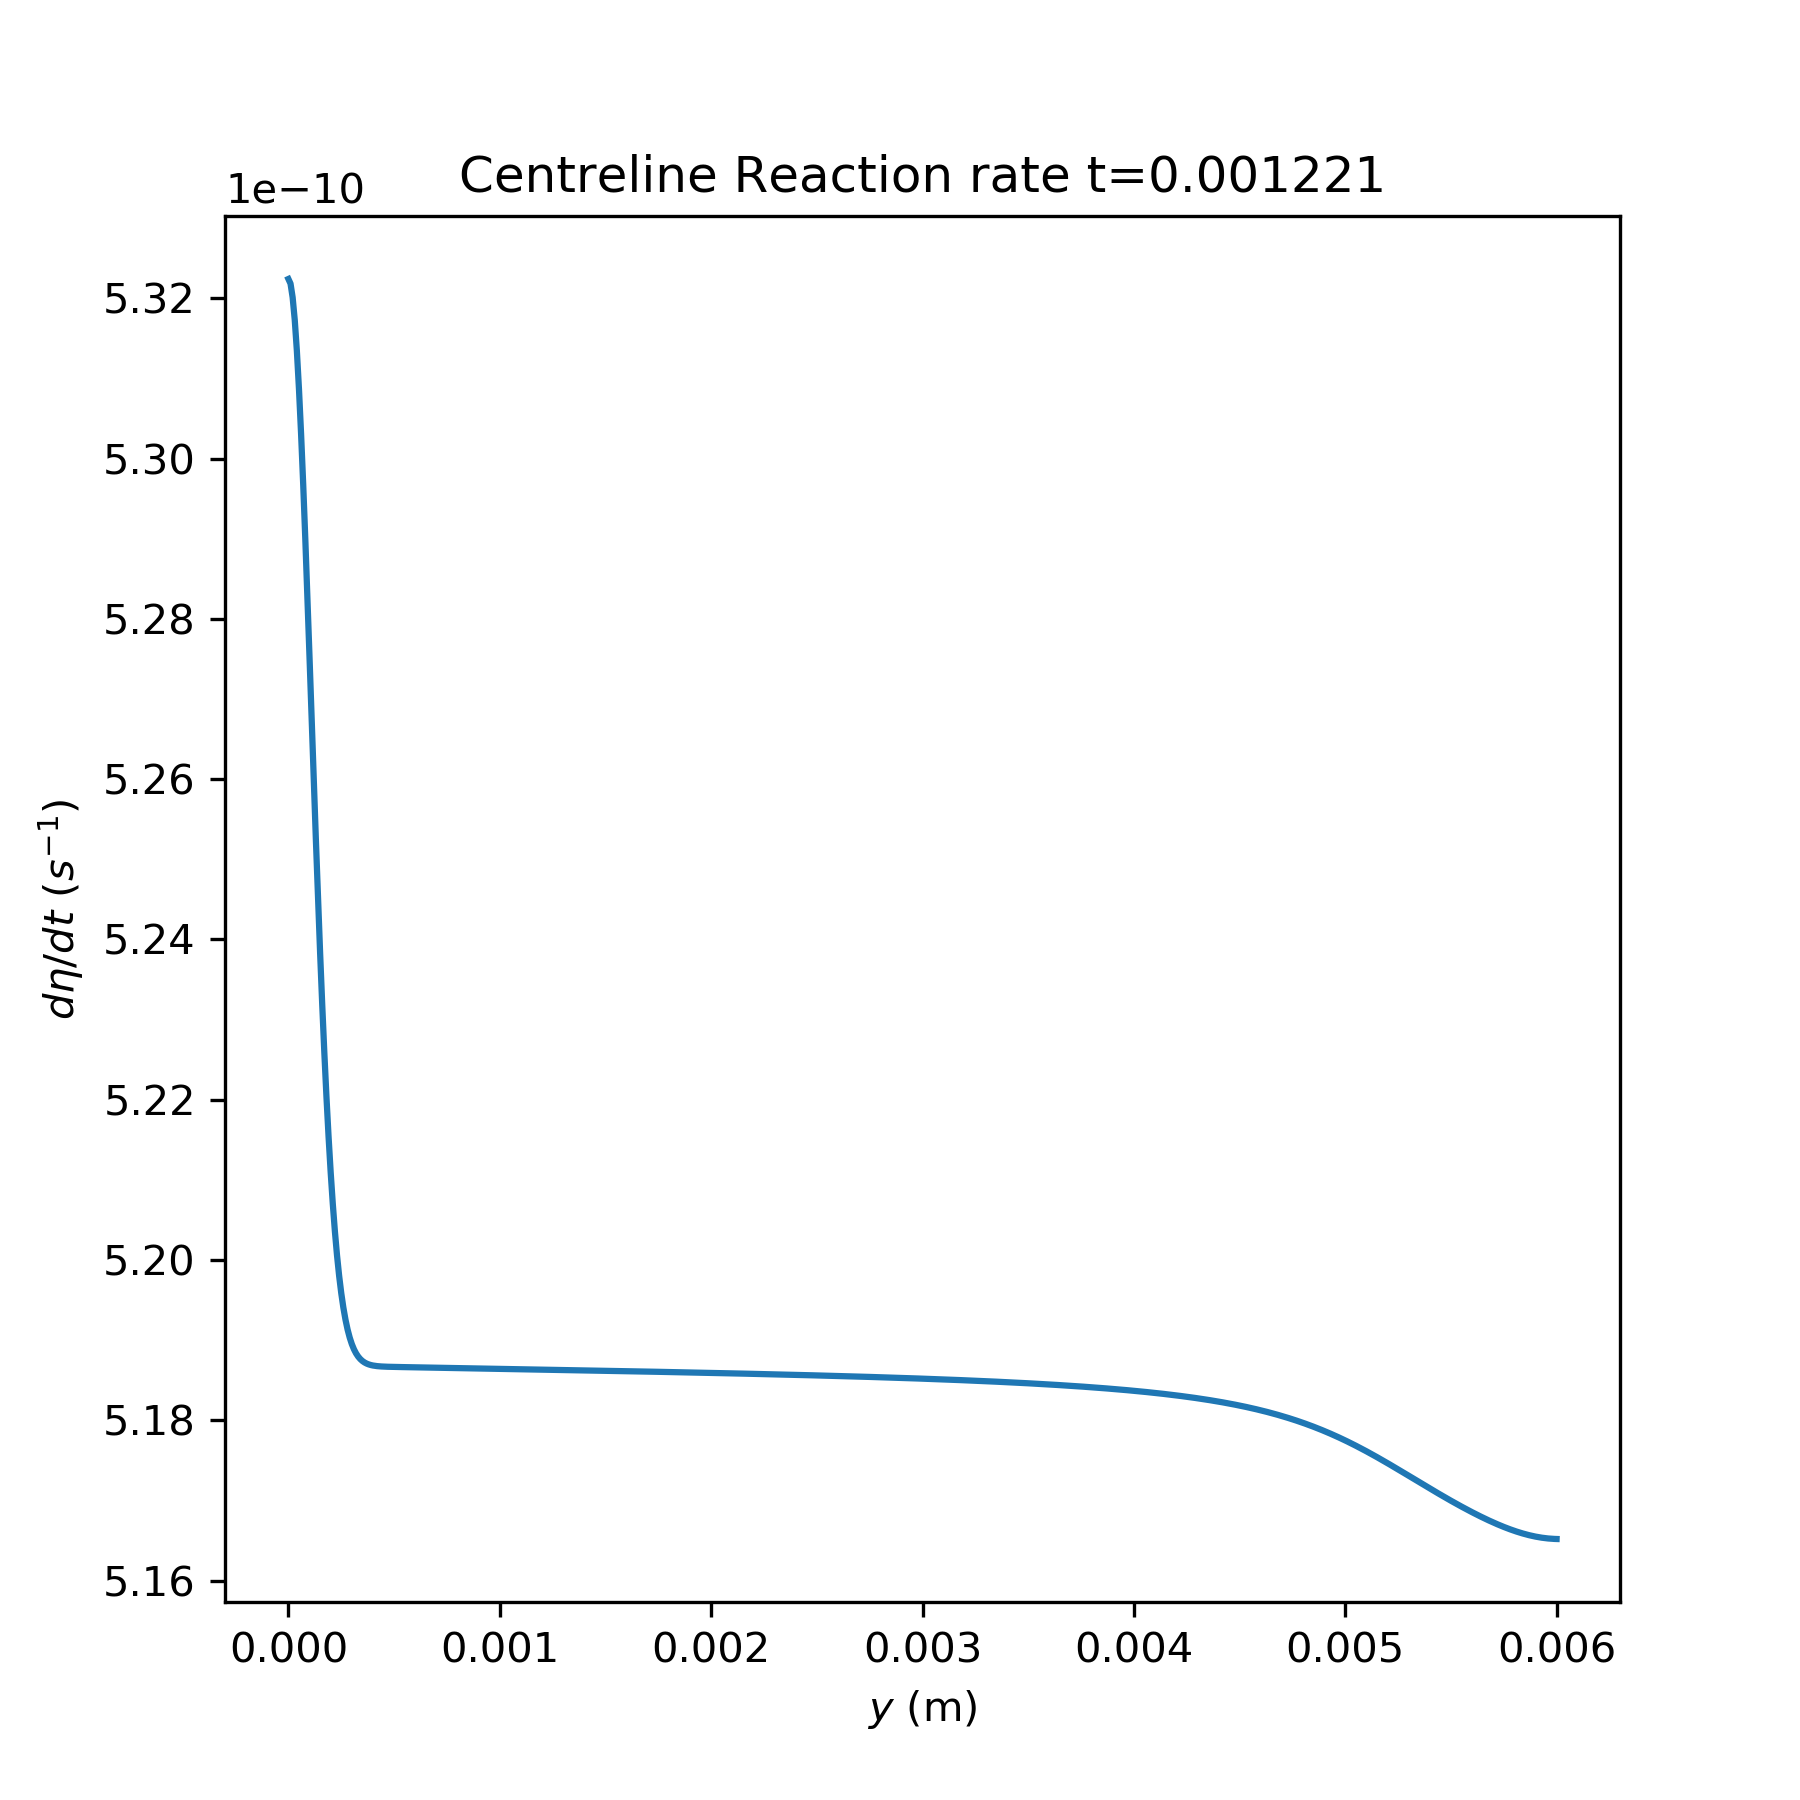 Centreline Reaction rate t=0.001221
1e−10
5.32
5.30
5.28
5.26
5.24
5.22
5.20
5.18
5.16
dη/dt (s⁻¹)
0.000 0.001 0.002 0.003 0.004 0.005 0.006
y (m)